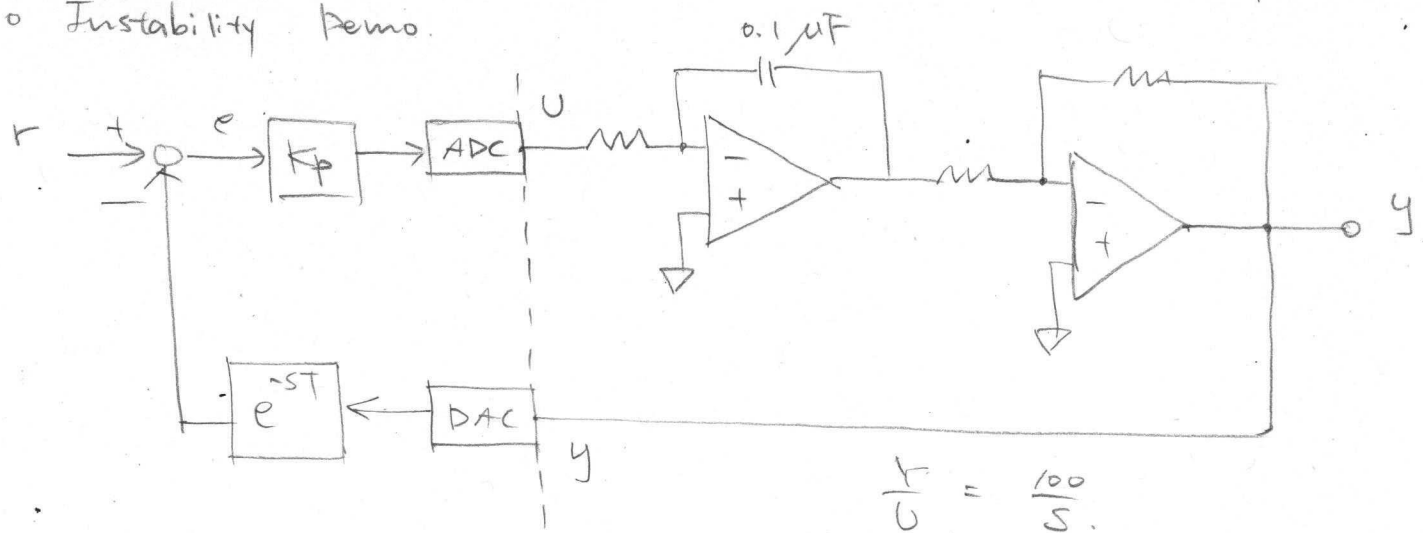 o Instability Demo.
0.1 μF
r + e Kp ADC U
−
− + − + y
e^-ST DAC y
Y/U = 100/S.